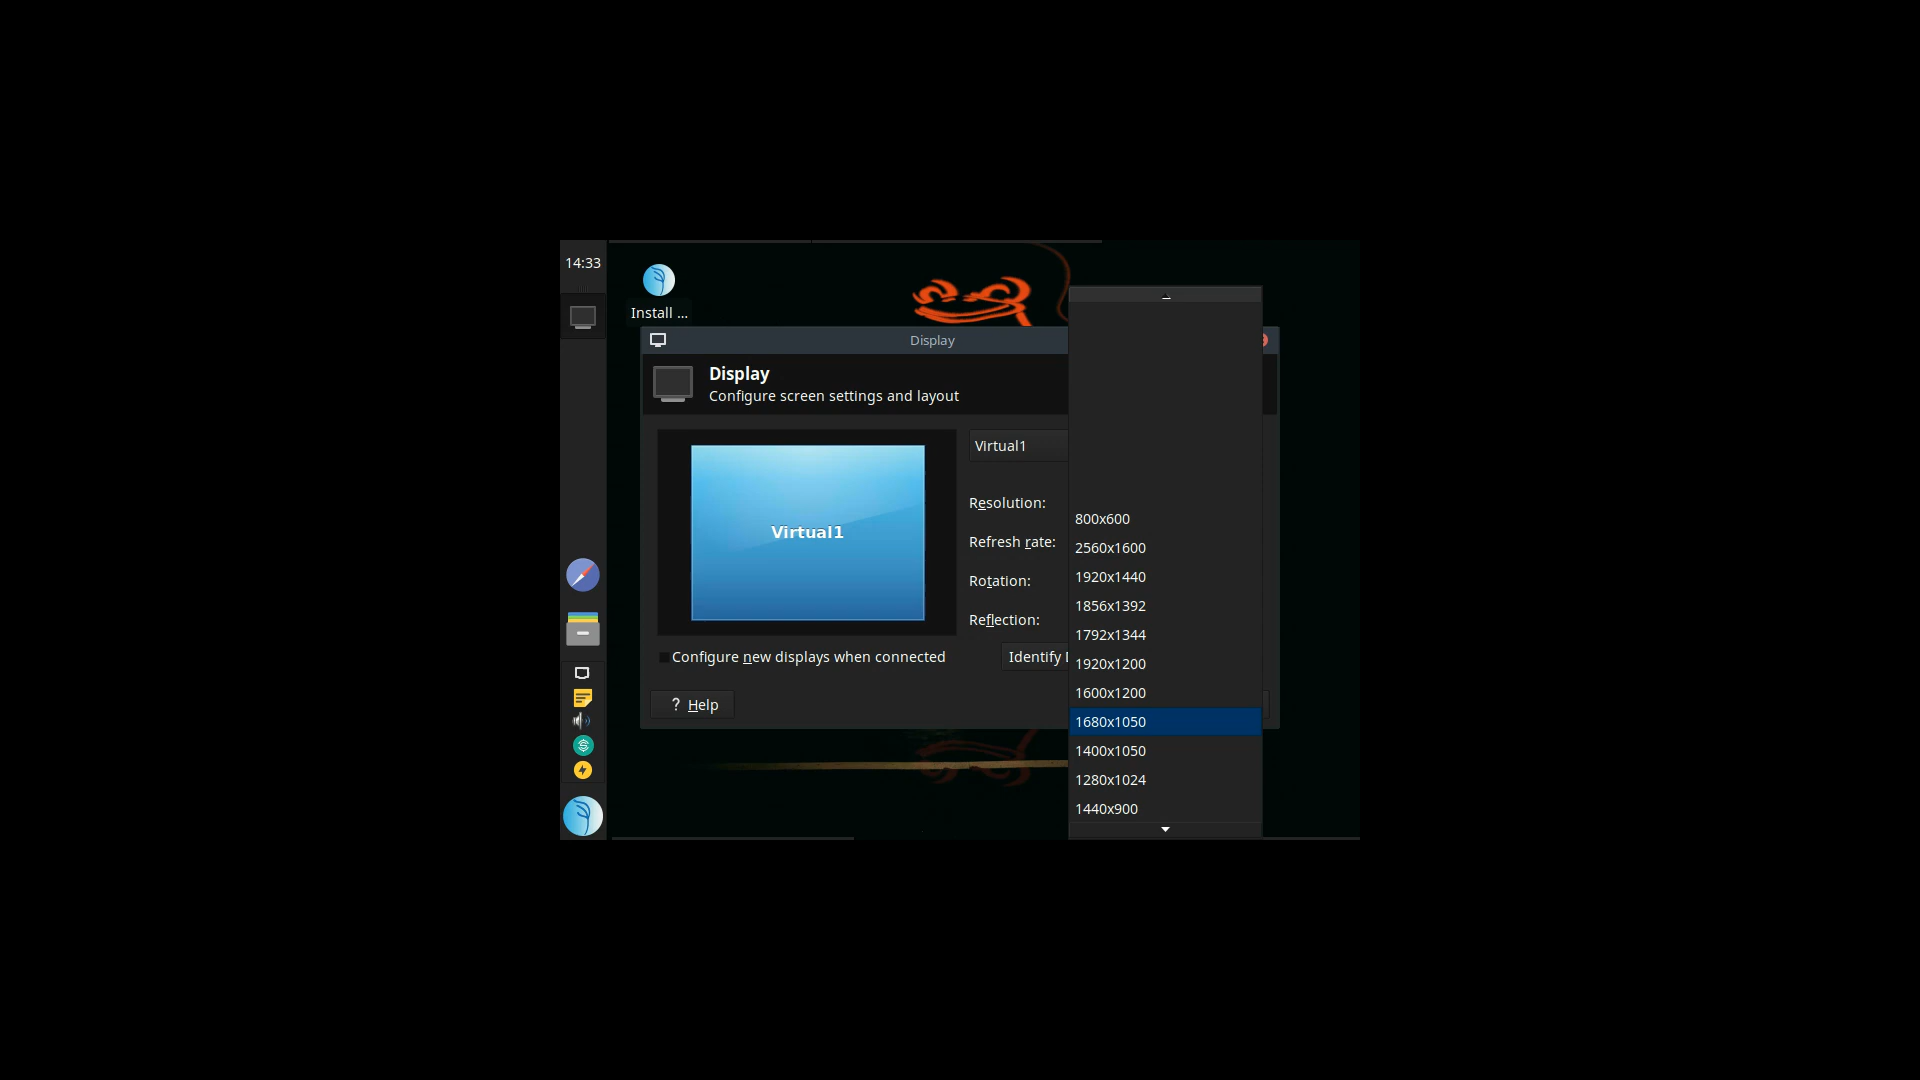 14:33
Install ...
Display
Display
Configure screen settings and layout
Virtual1
Virtual1
Resolution:
Refresh rate:
Rotation:
Reflection:
Configure new displays when connected
Identify
? Help
800x600
2560x1600
1920x1440
1856x1392
1792x1344
1920x1200
1600x1200
1680x1050
1400x1050
1280x1024
1440x900